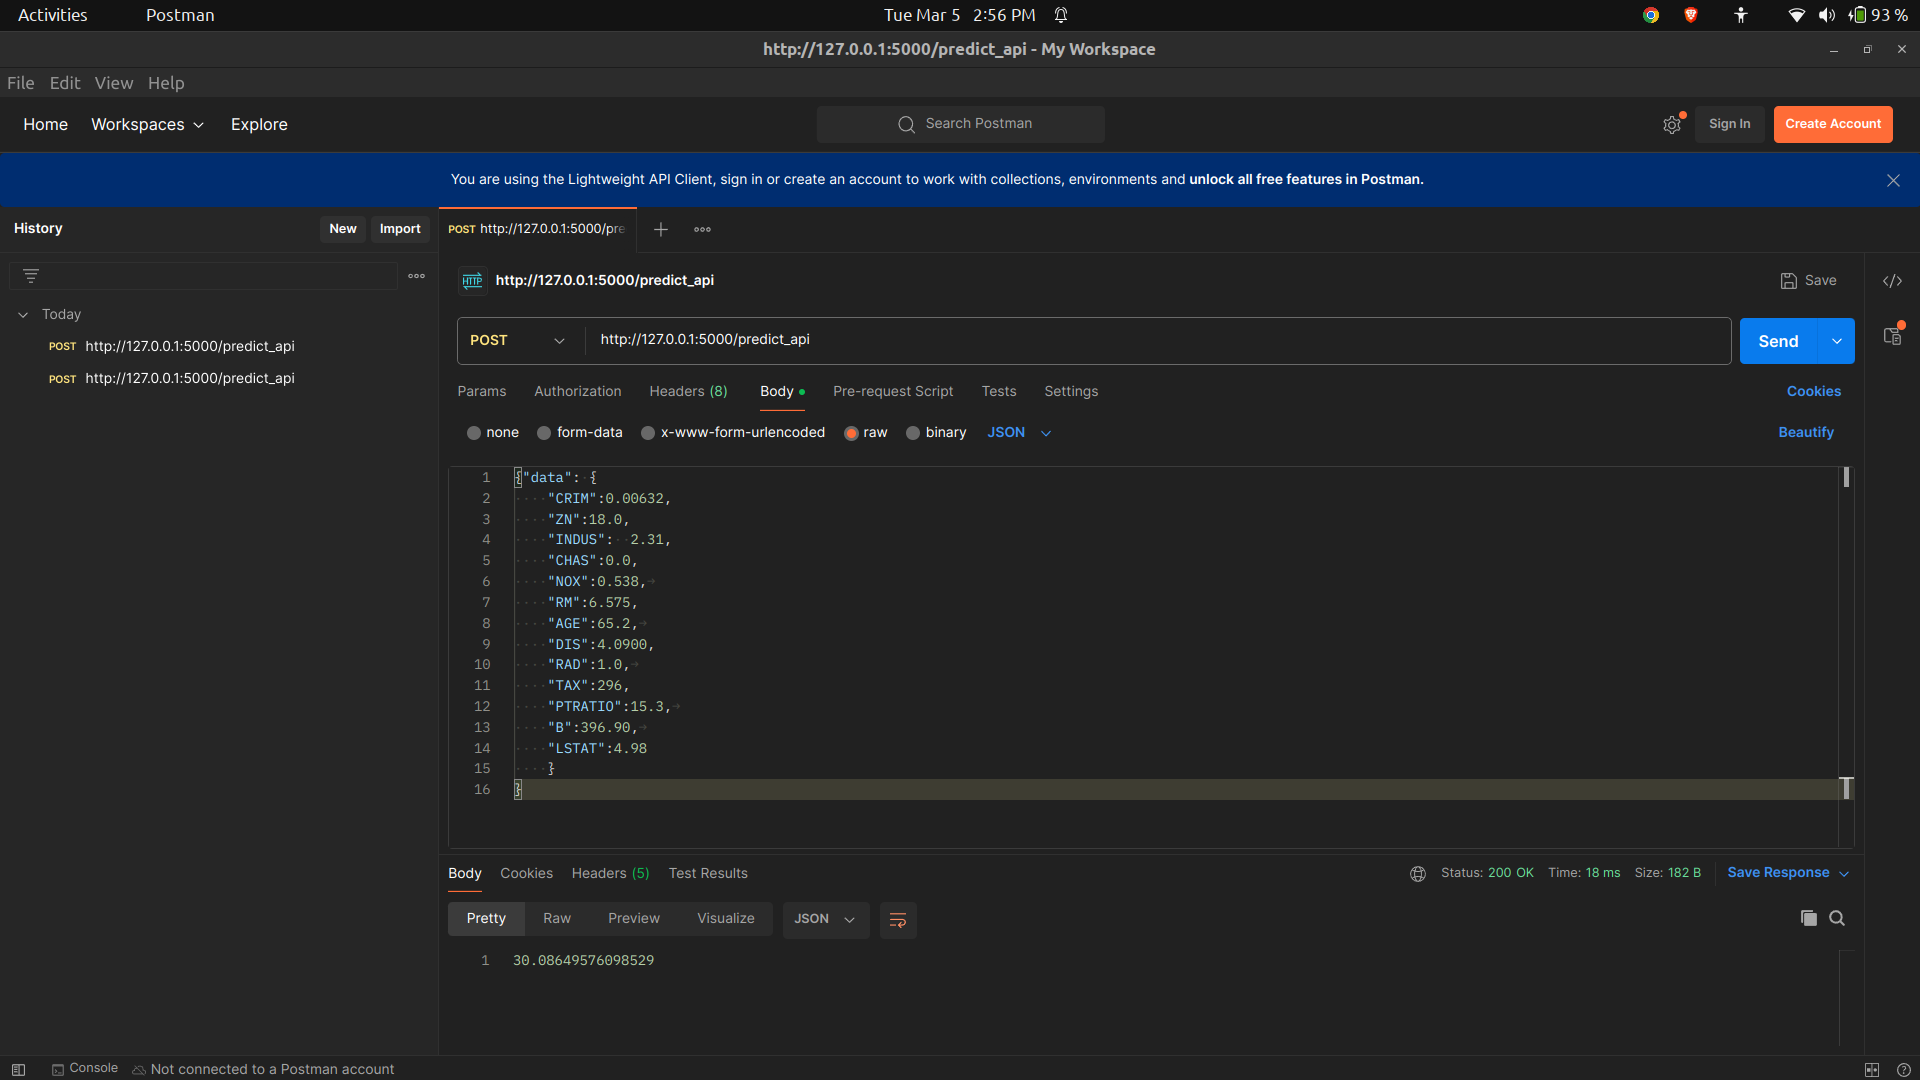 Activities Postman Tue Mar 5 2:56 PM 93 %
http://127.0.0.1:5000/predict_api - My Workspace
File Edit View Help
Home Workspaces Explore Search Postman Sign In Create Account
You are using the Lightweight API Client, sign in or create an account to work with collections, environments and unlock all free features in Postman.
History New Import POST http://127.0.0.1:5000/pre
HTTP http://127.0.0.1:5000/predict_api Save
Today
POST http://127.0.0.1:5000/predict_api
POST http://127.0.0.1:5000/predict_api
POST http://127.0.0.1:5000/predict_api Send
Params Authorization Headers (8) Body Pre-request Script Tests Settings Cookies
none form-data x-www-form-urlencoded raw binary JSON Beautify
1 {"data": {
2 "CRIM":0.00632,
3 "ZN":18.0,
4 "INDUS":  2.31,
5 "CHAS":0.0,
6 "NOX":0.538,
7 "RM":6.575,
8 "AGE":65.2,
9 "DIS":4.0900,
10 "RAD":1.0,
11 "TAX":296,
12 "PTRATIO":15.3,
13 "B":396.90,
14 "LSTAT":4.98
15 }
16 }
Body Cookies Headers (5) Test Results Status: 200 OK Time: 18 ms Size: 182 B Save Response
Pretty Raw Preview Visualize JSON
1 30.08649576098529
Console Not connected to a Postman account